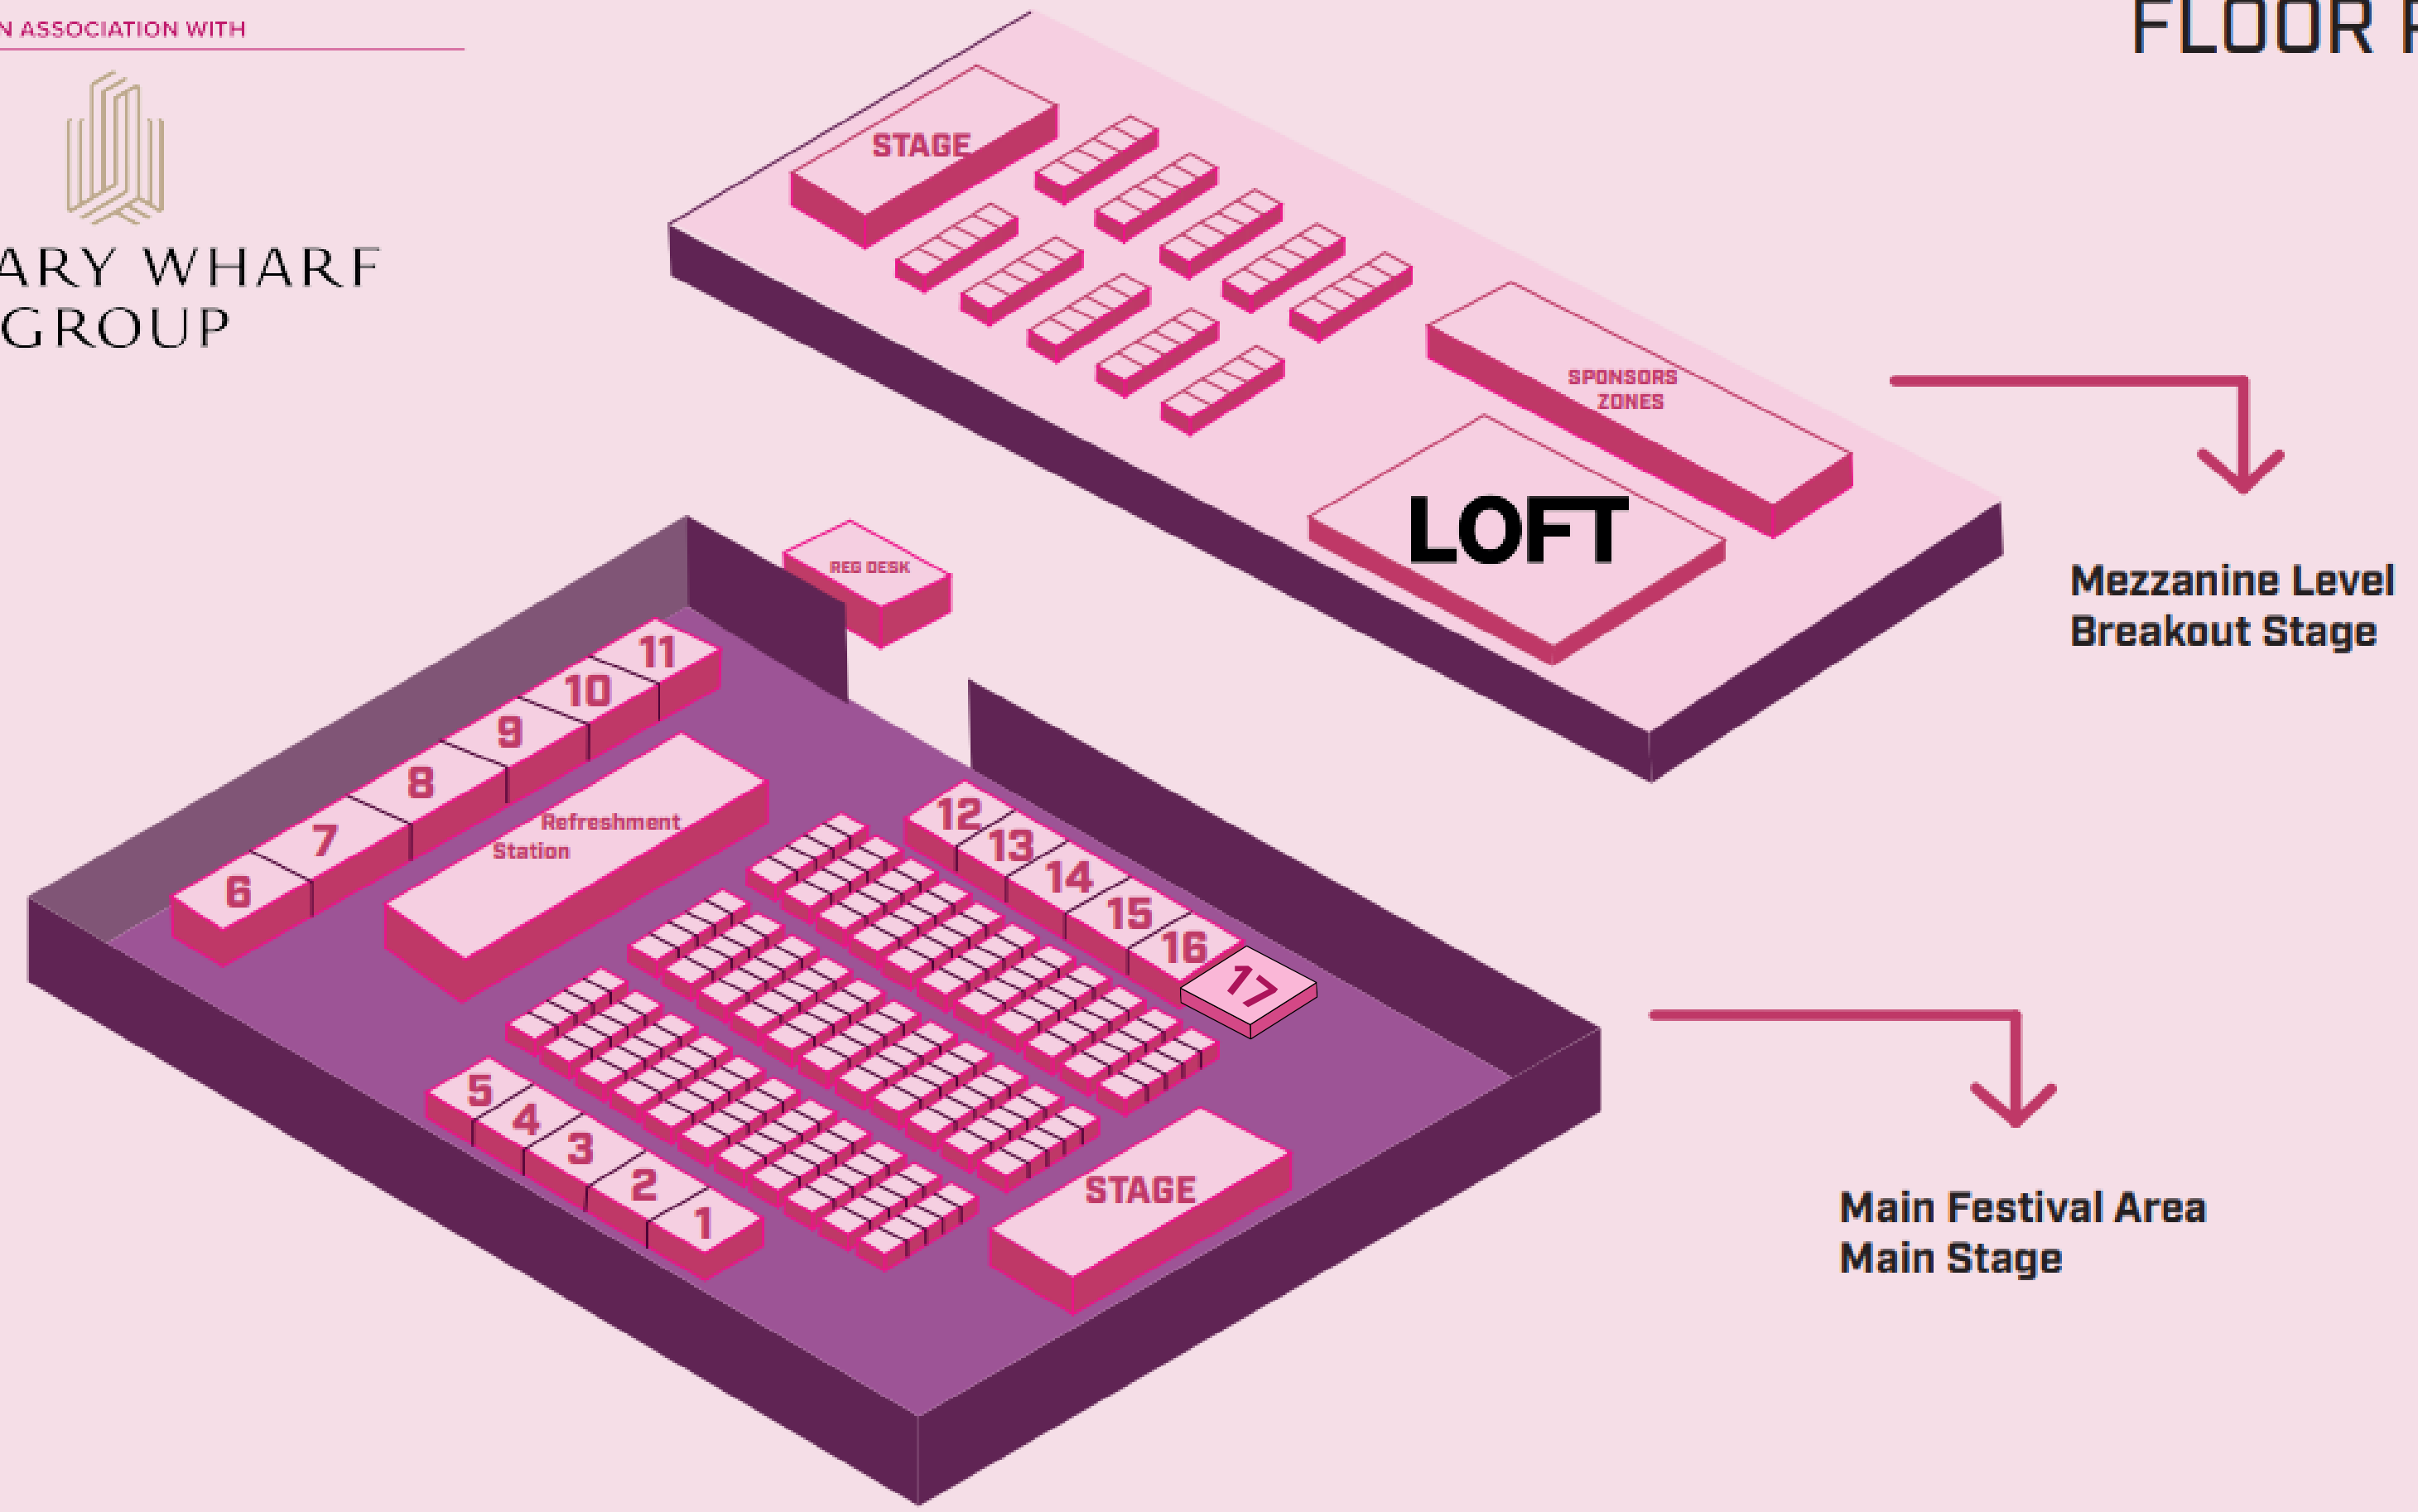 N ASSOCIATION WITH
ARY WHARF
GROUP
FLOOR
STAGE
SPONSORS
ZONES
LOFT
Mezzanine Level
Breakout Stage
REG DESK
11
10
9
8
7
6
Refreshment
Station
12
13
14
15
16
17
5
4
3
2
1
STAGE
Main Festival Area
Main Stage